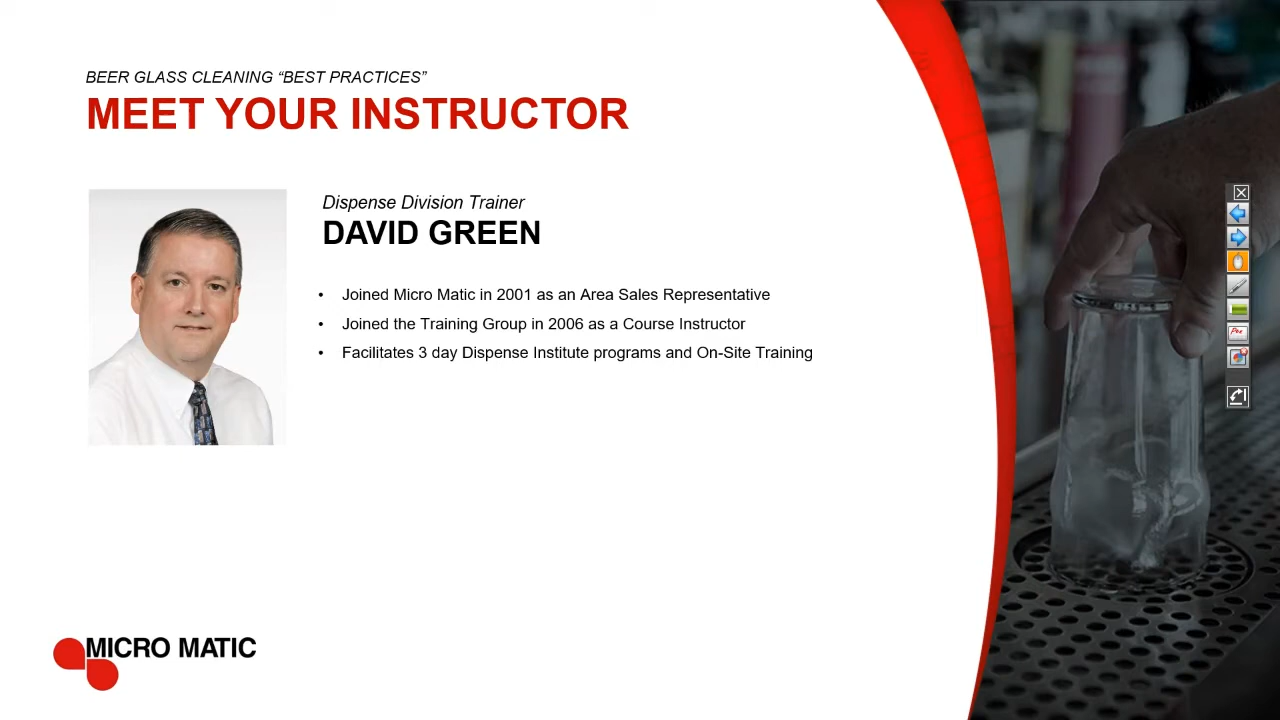 BEER GLASS CLEANING “BEST PRACTICES”
MEET YOUR INSTRUCTOR
Dispense Division Trainer
DAVID GREEN
• Joined Micro Matic in 2001 as an Area Sales Representative
• Joined the Training Group in 2006 as a Course Instructor
• Facilitates 3 day Dispense Institute programs and On-Site Training
MICRO MATIC